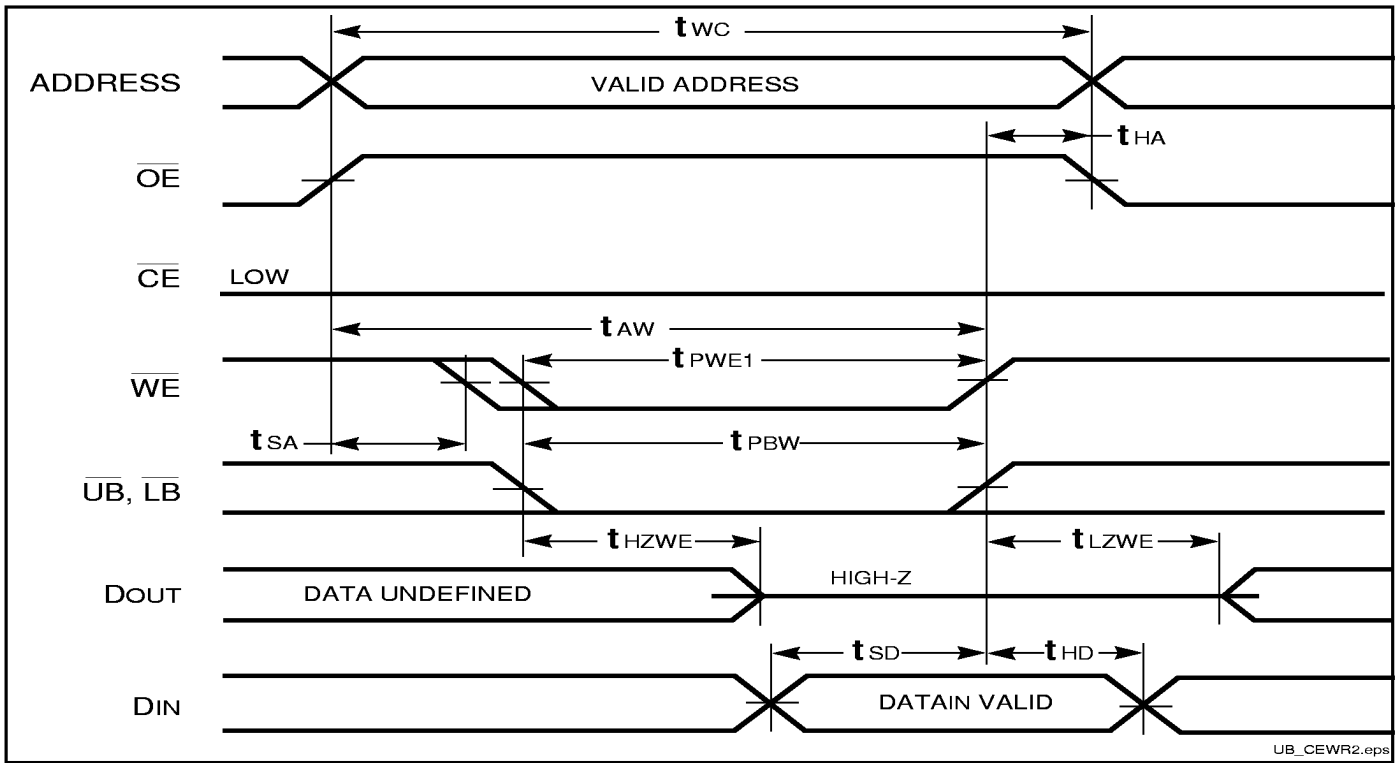 tWC
ADDRESS VALID ADDRESS
tHA
OE
CE LOW
tAW
WE tPWE1
tSA tPBW
UB, LB
tHZWE tLZWE
DOUT DATA UNDEFINED HIGH-Z
tSD tHD
DIN DATAIN VALID
UB_CEWR2.eps